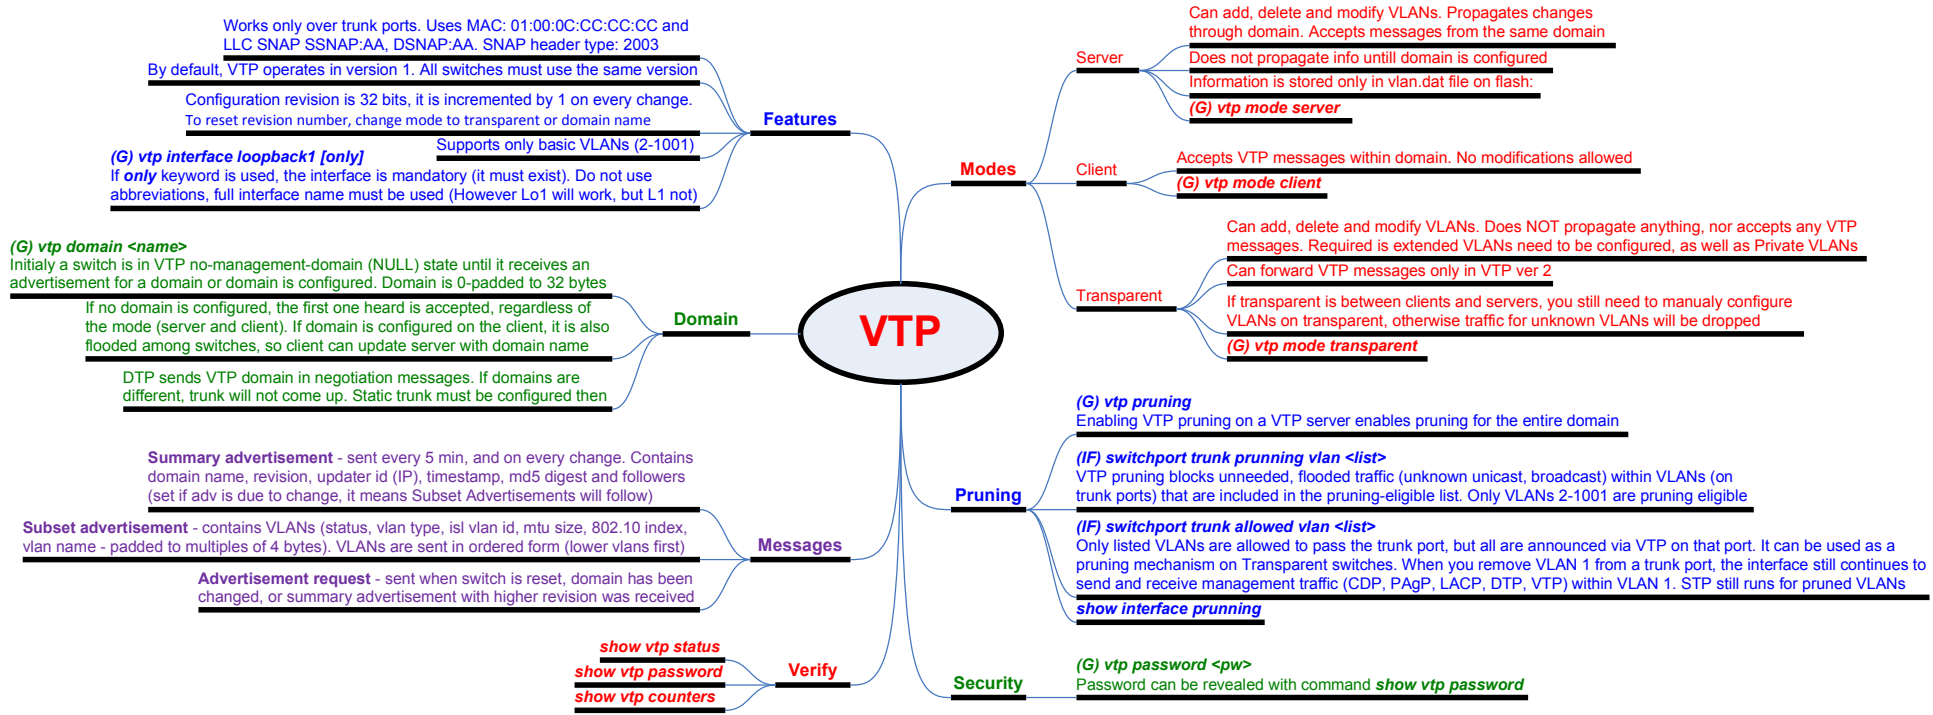 VTP
Features
Works only over trunk ports. Uses MAC: 01:00:0C:CC:CC:CC and
LLC SNAP SSNAP:AA, DSNAP:AA. SNAP header type: 2003
By default, VTP operates in version 1. All switches must use the same version
Configuration revision is 32 bits, it is incremented by 1 on every change.
To reset revision number, change mode to transparent or domain name
Supports only basic VLANs (2-1001)
(G) vtp interface loopback1 [only]
If only keyword is used, the interface is mandatory (it must exist). Do not use
abbreviations, full interface name must be used (However Lo1 will work, but L1 not)
Domain
(G) vtp domain <name>
Initialy a switch is in VTP no-management-domain (NULL) state until it receives an
advertisement for a domain or domain is configured. Domain is 0-padded to 32 bytes
If no domain is configured, the first one heard is accepted, regardless of
the mode (server and client). If domain is configured on the client, it is also
flooded among switches, so client can update server with domain name
DTP sends VTP domain in negotiation messages. If domains are
different, trunk will not come up. Static trunk must be configured then
Messages
Summary advertisement - sent every 5 min, and on every change. Contains
domain name, revision, updater id (IP), timestamp, md5 digest and followers
(set if adv is due to change, it means Subset Advertisements will follow)
Subset advertisement - contains VLANs (status, vlan type, isl vlan id, mtu size, 802.10 index,
vlan name - padded to multiples of 4 bytes). VLANs are sent in ordered form (lower vlans first)
Advertisement request - sent when switch is reset, domain has been
changed, or summary advertisement with higher revision was received
Verify
show vtp status
show vtp password
show vtp counters
Modes
Server
Can add, delete and modify VLANs. Propagates changes
through domain. Accepts messages from the same domain
Does not propagate info untill domain is configured
Information is stored only in vlan.dat file on flash:
(G) vtp mode server
Client
Accepts VTP messages within domain. No modifications allowed
(G) vtp mode client
Transparent
Can add, delete and modify VLANs. Does NOT propagate anything, nor accepts any VTP
messages. Required is extended VLANs need to be configured, as well as Private VLANs
Can forward VTP messages only in VTP ver 2
If transparent is between clients and servers, you still need to manualy configure
VLANs on transparent, otherwise traffic for unknown VLANs will be dropped
(G) vtp mode transparent
Pruning
(G) vtp pruning
Enabling VTP pruning on a VTP server enables pruning for the entire domain
(IF) switchport trunk prunning vlan <list>
VTP pruning blocks unneeded, flooded traffic (unknown unicast, broadcast) within VLANs (on
trunk ports) that are included in the pruning-eligible list. Only VLANs 2-1001 are pruning eligible
(IF) switchport trunk allowed vlan <list>
Only listed VLANs are allowed to pass the trunk port, but all are announced via VTP on that port. It can be used as a
pruning mechanism on Transparent switches. When you remove VLAN 1 from a trunk port, the interface still continues to
send and receive management traffic (CDP, PAgP, LACP, DTP, VTP) within VLAN 1. STP still runs for pruned VLANs
show interface prunning
Security
(G) vtp password <pw>
Password can be revealed with command show vtp password